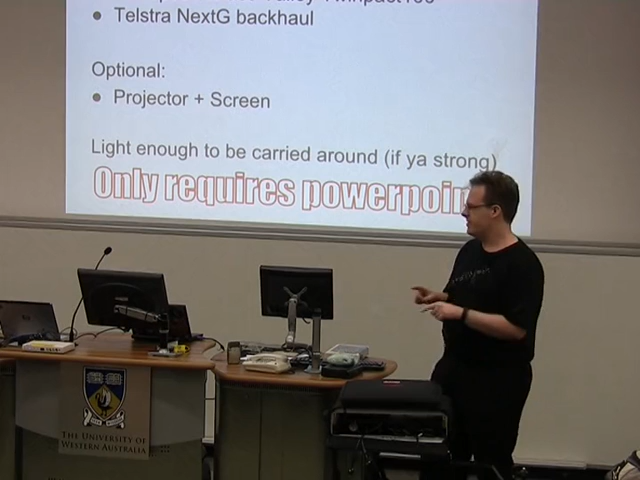 • Telstra NextG backhaul
Optional:
• Projector + Screen
Light enough to be carried around (if ya strong)
Only requires
THE UNIVERSITY OF
WESTERN AUSTRALIA